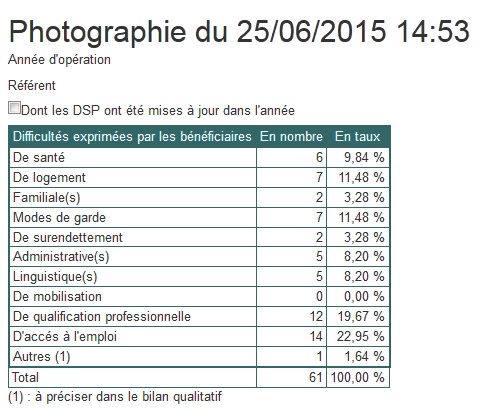 Photographie du 25/06/2015 14:53
Année d'opération
Référent
Dont les DSP ont été mises à jour dans l'année
Difficultés exprimées par les bénéficiaires En nombre En taux
De santé 6 9,84 %
De logement 7 11,48 %
Familiale(s) 2 3,28 %
Modes de garde 7 11,48 %
De surendettement 2 3,28 %
Administrative(s) 5 8,20 %
Linguistique(s) 5 8,20 %
De mobilisation 0 0,00 %
De qualification professionnelle 12 19,67 %
D'accés à l'emploi 14 22,95 %
Autres (1) 1 1,64 %
Total 61 100,00 %
(1) : à préciser dans le bilan qualitatif